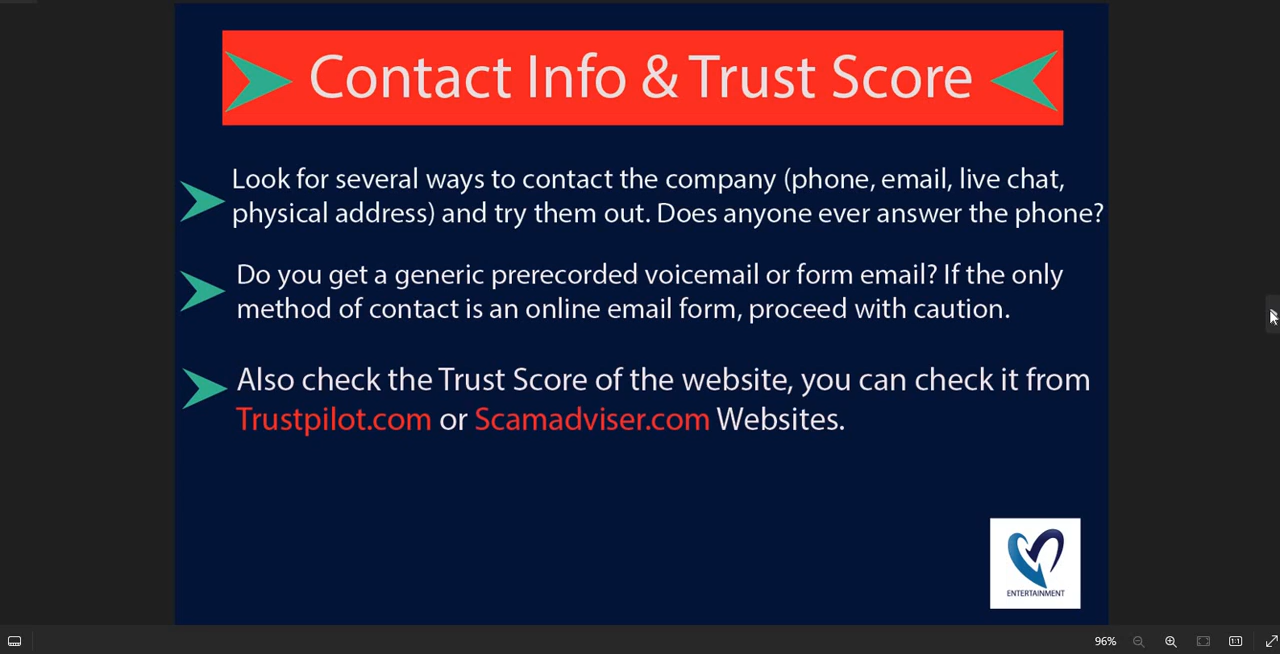 Contact Info & Trust Score
Look for several ways to contact the company (phone, email, live chat,
physical address) and try them out. Does anyone ever answer the phone?
Do you get a generic prerecorded voicemail or form email? If the only
method of contact is an online email form, proceed with caution.
Also check the Trust Score of the website, you can check it from
Trustpilot.com or Scamadviser.com Websites.
ENTERTAINMENT
96%
1:1